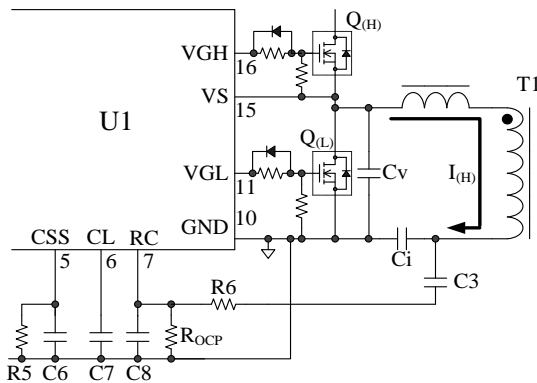 Q(H)
VGH
16
T1
VS
15
U1
Q(L)
VGL
11
Cv
I(H)
GND
10
CSS CL RC
5 6 7
Ci
C3
R6
ROCP
R5 C6 C7 C8